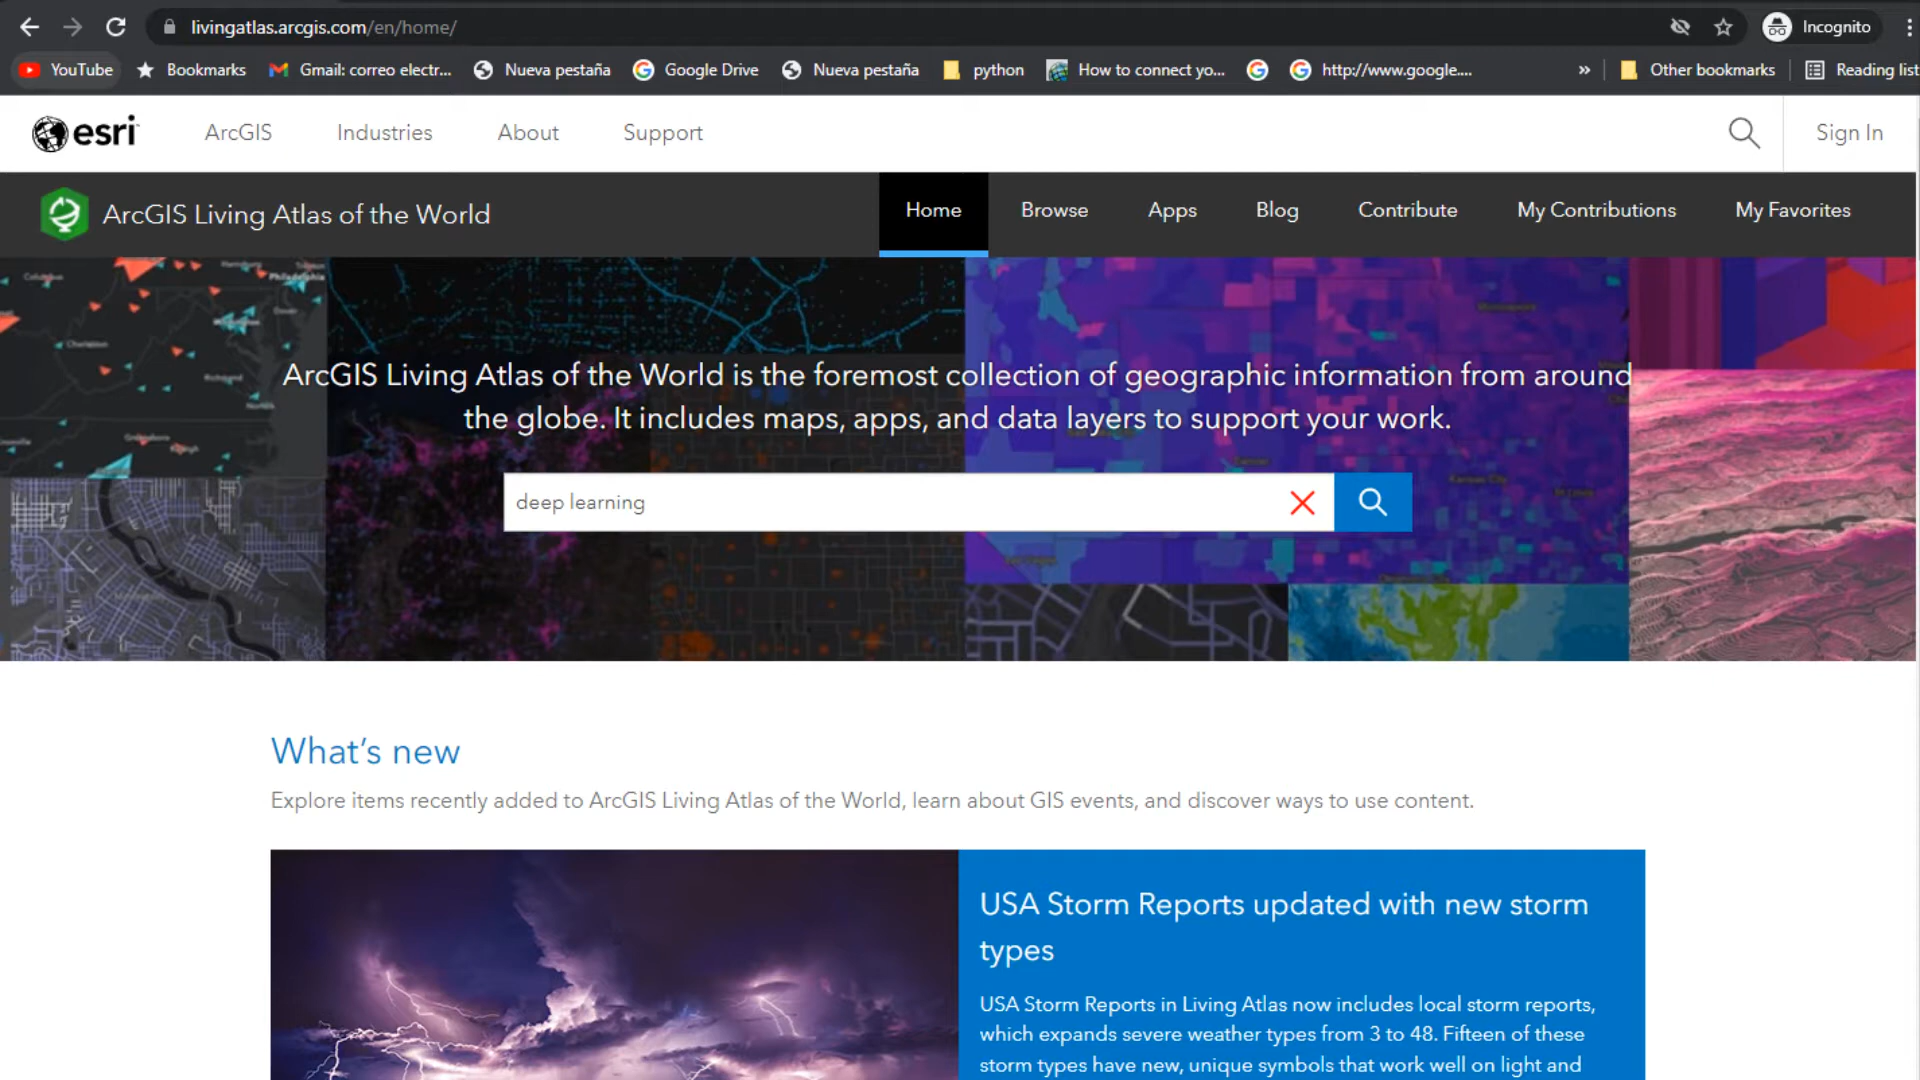 livingatlas.arcgis.com/en/home/
Incognito
YouTube
Bookmarks
Gmail: correo electr...
Nueva pestaña
Google Drive
Nueva pestaña
python
How to connect yo...
http://www.google....
»
Other bookmarks
Reading list
esri
ArcGIS
Industries
About
Support
Sign In
ArcGIS Living Atlas of the World
Home
Browse
Apps
Blog
Contribute
My Contributions
My Favorites
ArcGIS Living Atlas of the World is the foremost collection of geographic information from around
the globe. It includes maps, apps, and data layers to support your work.
deep learning
What's new
Explore items recently added to ArcGIS Living Atlas of the World, learn about GIS events, and discover ways to use content.
USA Storm Reports updated with new storm
types
USA Storm Reports in Living Atlas now includes local storm reports,
which expands severe weather types from 3 to 48. Fifteen of these
storm types have new, unique symbols that work well on light and